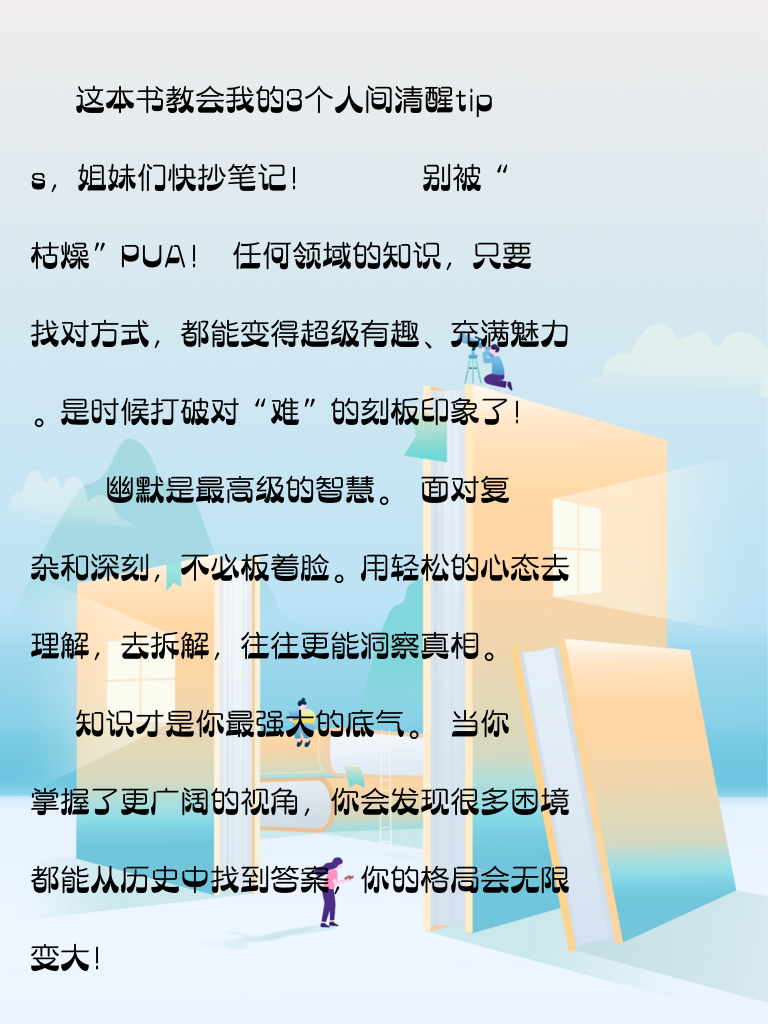 这本书教会我的3个人间清醒tip
s，姐妹们快抄笔记！ 别被“
枯燥”PUA！ 任何领域的知识，只要
找对方式，都能变得超级有趣、充满魅力
。是时候打破对“难”的刻板印象了！
幽默是最高级的智慧。 面对复
杂和深刻，不必板着脸。用轻松的心态去
理解，去拆解，往往更能洞察真相。
知识才是你最强大的底气。 当你
掌握了更广阔的视角，你会发现很多困境
都能从历史中找到答案，你的格局会无限
变大！